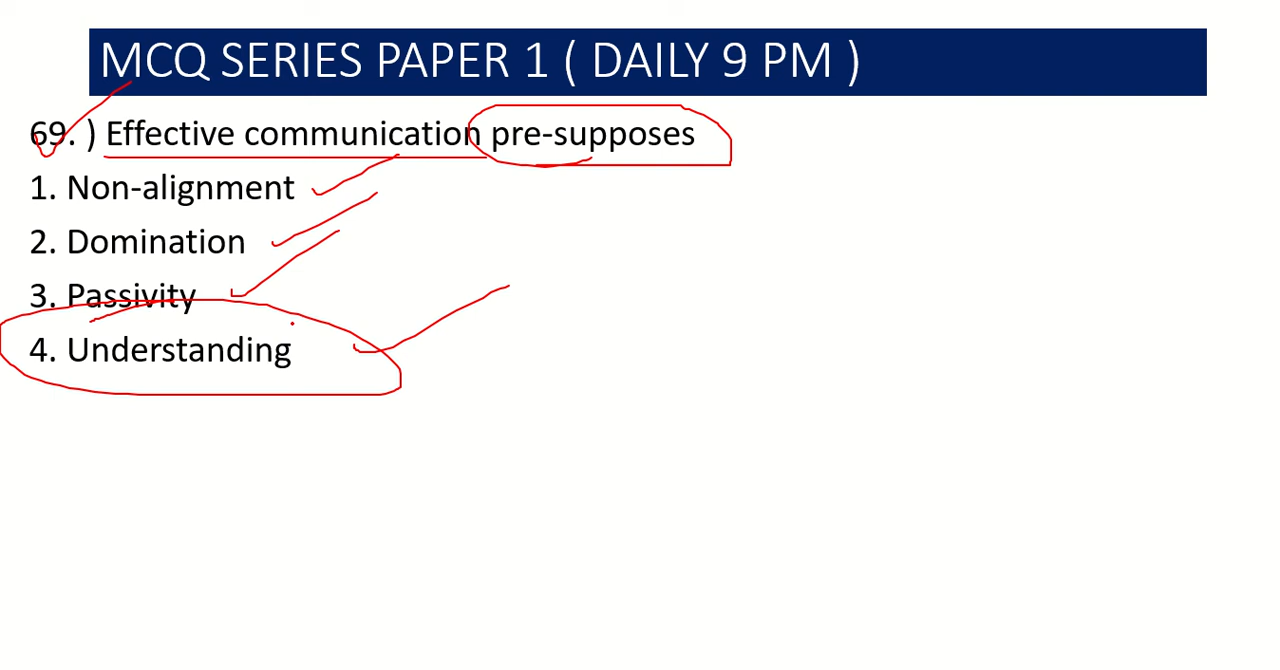 MCQ SERIES PAPER 1 ( DAILY 9 PM )
69. ) Effective communication pre-supposes
1. Non-alignment
2. Domination
3. Passivity
4. Understanding